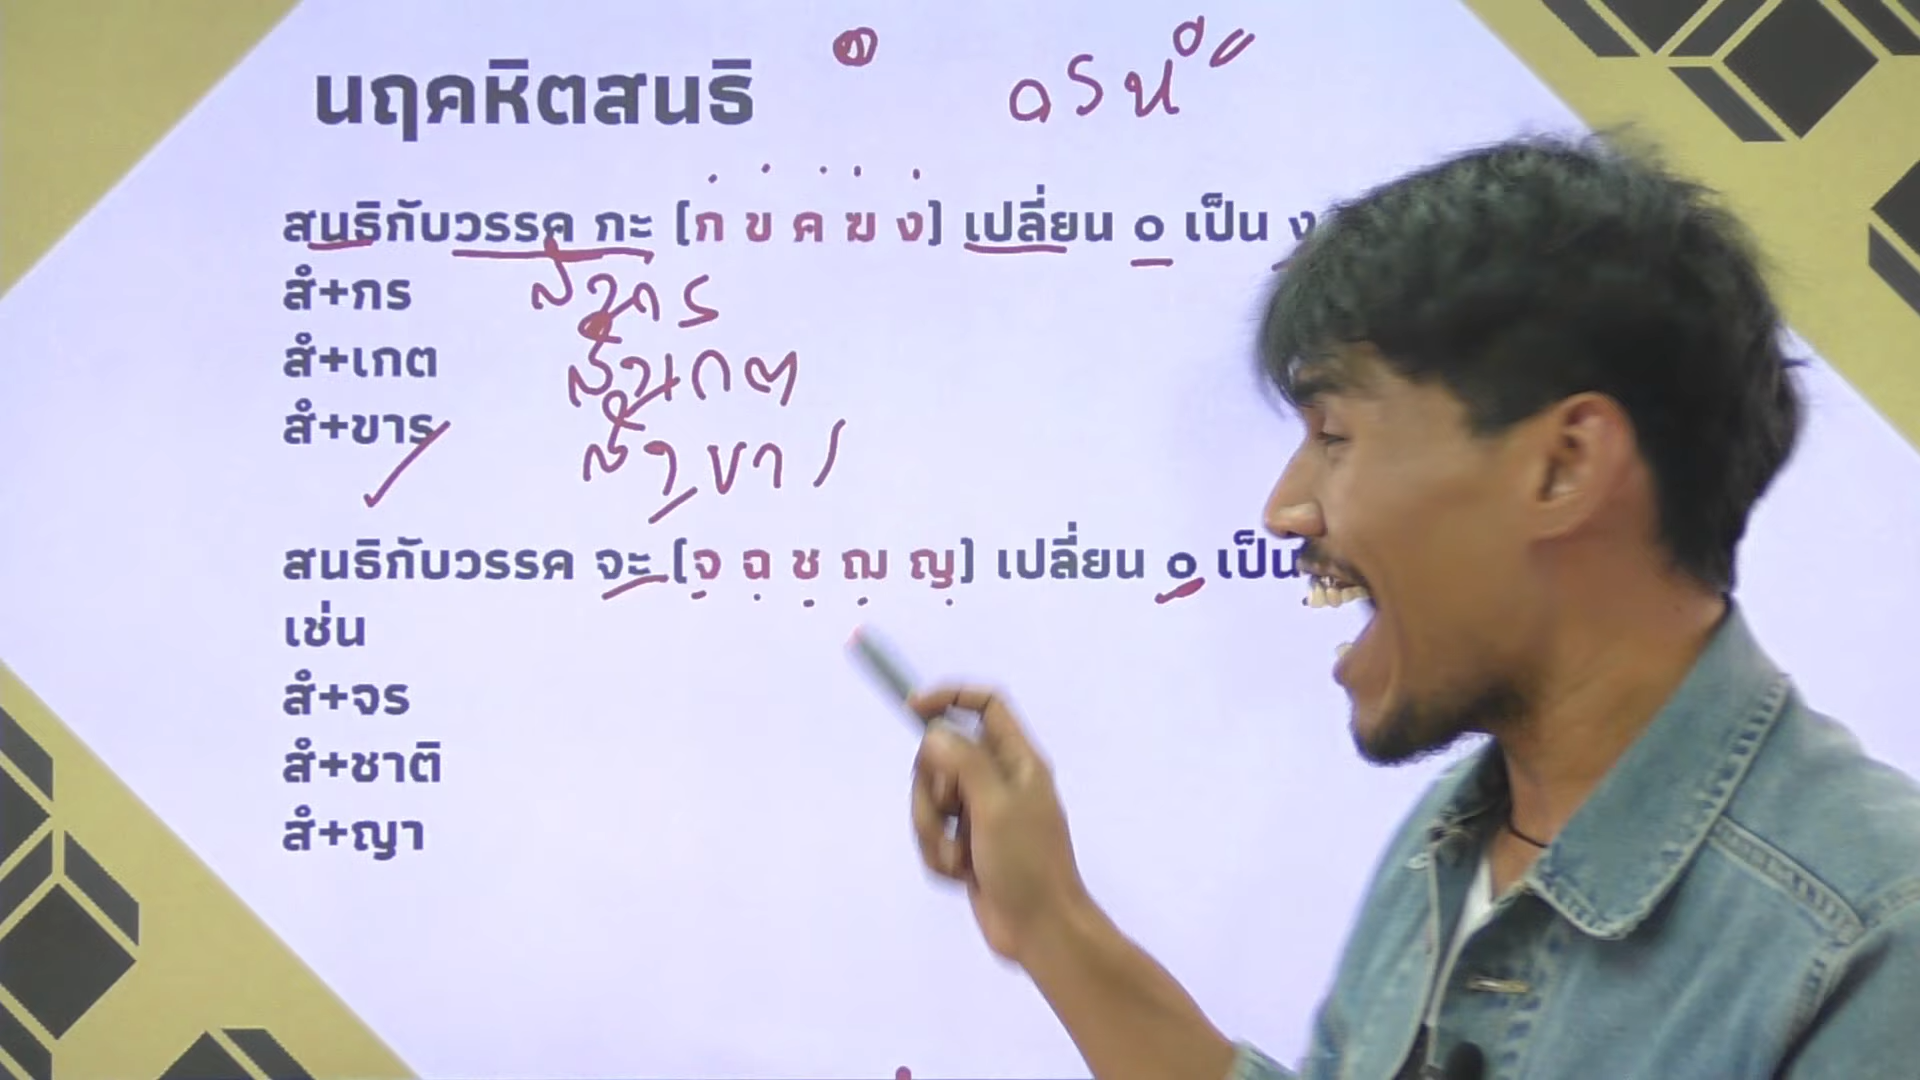 นฤคหิตสนธิ
สนธิกับวรรค กะ (ก ข ค ฆ ง) เปลี่ยน ๐ เป็น ง
สํ+กร สังกร
สํ+เกต สังเกต
สํ+ขาร สังขาร
สนธิกับวรรค จะ (จ ฉ ช ฌ ญ) เปลี่ยน ๐ เป็น
เช่น
สํ+จร
สํ+ชาติ
สํ+ญา